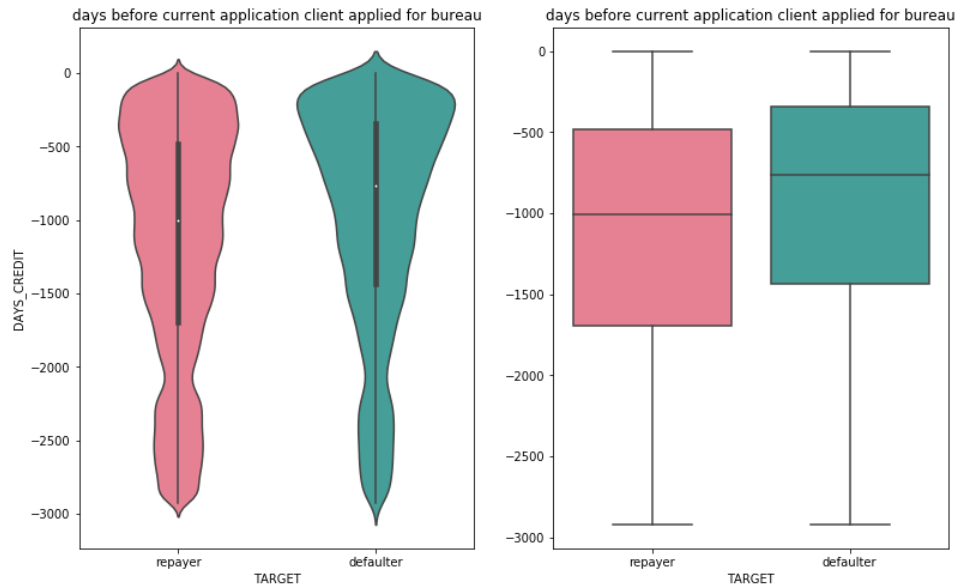 days before current application client applied for bureau
DAYS_CREDIT
0
−500
−1000
−1500
−2000
−2500
−3000
repayer
defaulter
TARGET
days before current application client applied for bureau
0
−500
−1000
−1500
−2000
−2500
−3000
repayer
defaulter
TARGET